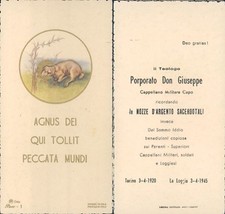 AGNUS DEI
QUI TOLLIT
PECCATA MUNDI
Deo gratias!
Il Teologo
Porporato Don Giuseppe
Cappellano Militare Capo
ricordando
le NOZZE D'ARGENTO SACERDOTALI
invoca
Dal Sommo Iddio
benedizioni copiose
sui Parenti - Superiori
Cappellani Militari, soldati
e Loggiesi
Torino 3-4-1920 La Loggia 3-4-1945